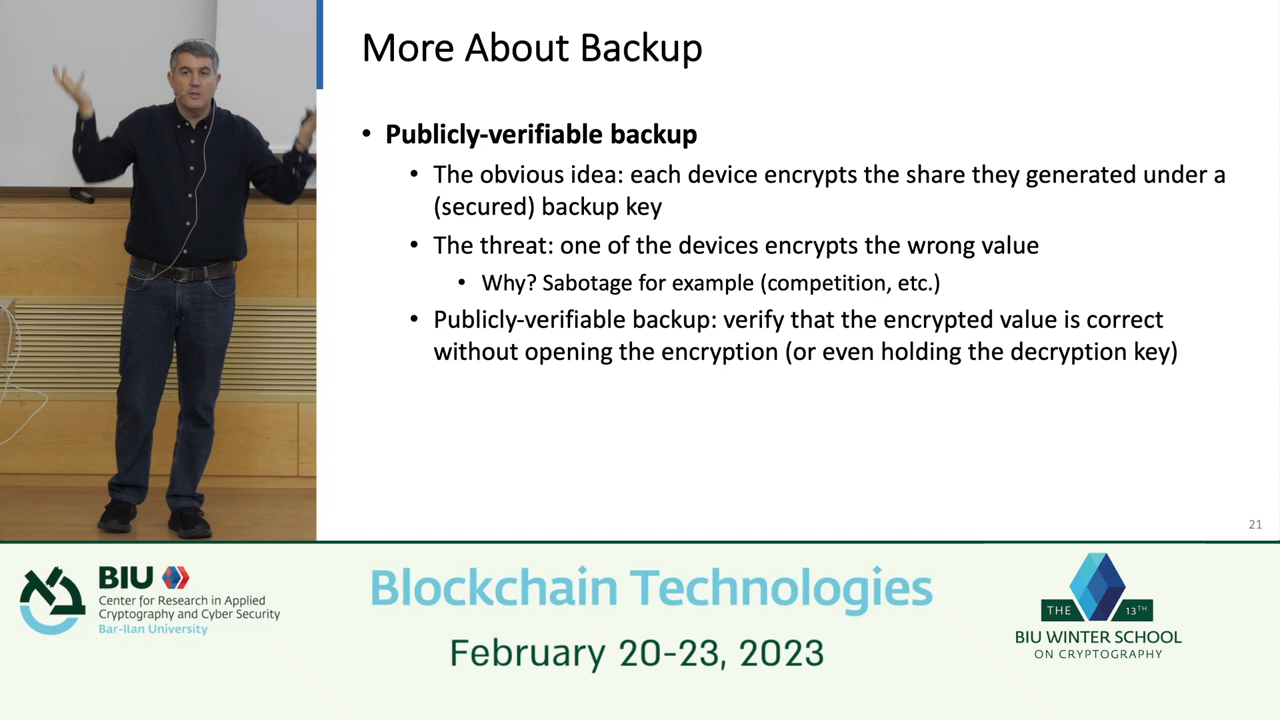 More About Backup
• Publicly-verifiable backup
• The obvious idea: each device encrypts the share they generated under a
(secured) backup key
• The threat: one of the devices encrypts the wrong value
• Why? Sabotage for example (competition, etc.)
• Publicly-verifiable backup: verify that the encrypted value is correct
without opening the encryption (or even holding the decryption key)
21
BIU
Center for Research in Applied
Cryptography and Cyber Security
Bar-Ilan University
Blockchain Technologies
February 20-23, 2023
THE 13TH
BIU WINTER SCHOOL
ON CRYPTOGRAPHY